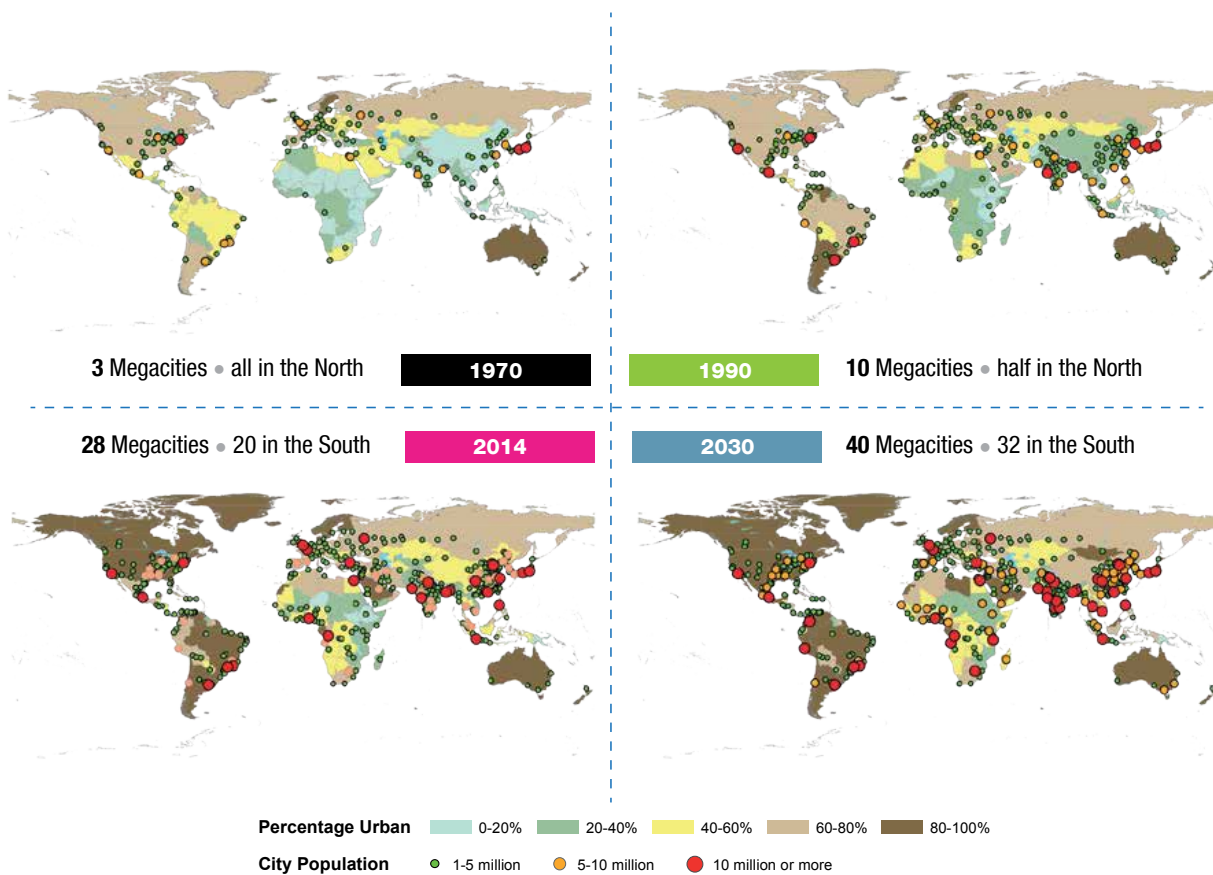 3 Megacities • all in the North
1970
1990
10 Megacities • half in the North
28 Megacities • 20 in the South
2014
2030
40 Megacities • 32 in the South
Percentage Urban 0-20% 20-40% 40-60% 60-80% 80-100%
City Population 1-5 million 5-10 million 10 million or more